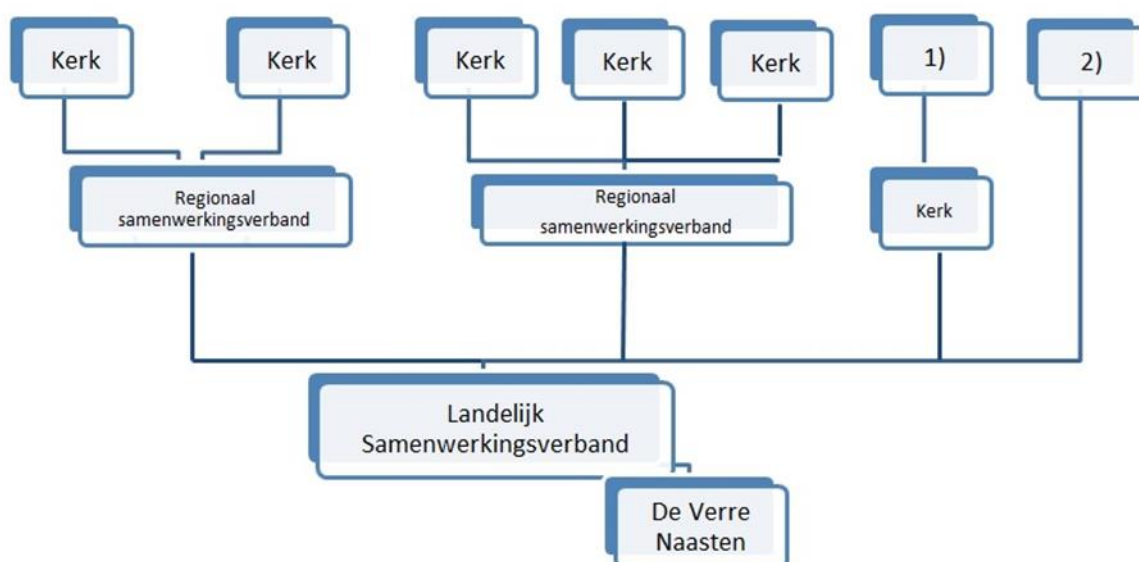 Kerk
Kerk
Kerk
Kerk
Kerk
1)
2)
Regionaal
samenwerkingsverband
Regionaal
samenwerkingsverband
Kerk
Landelijk
Samenwerkingsverband
De Verre
Naasten